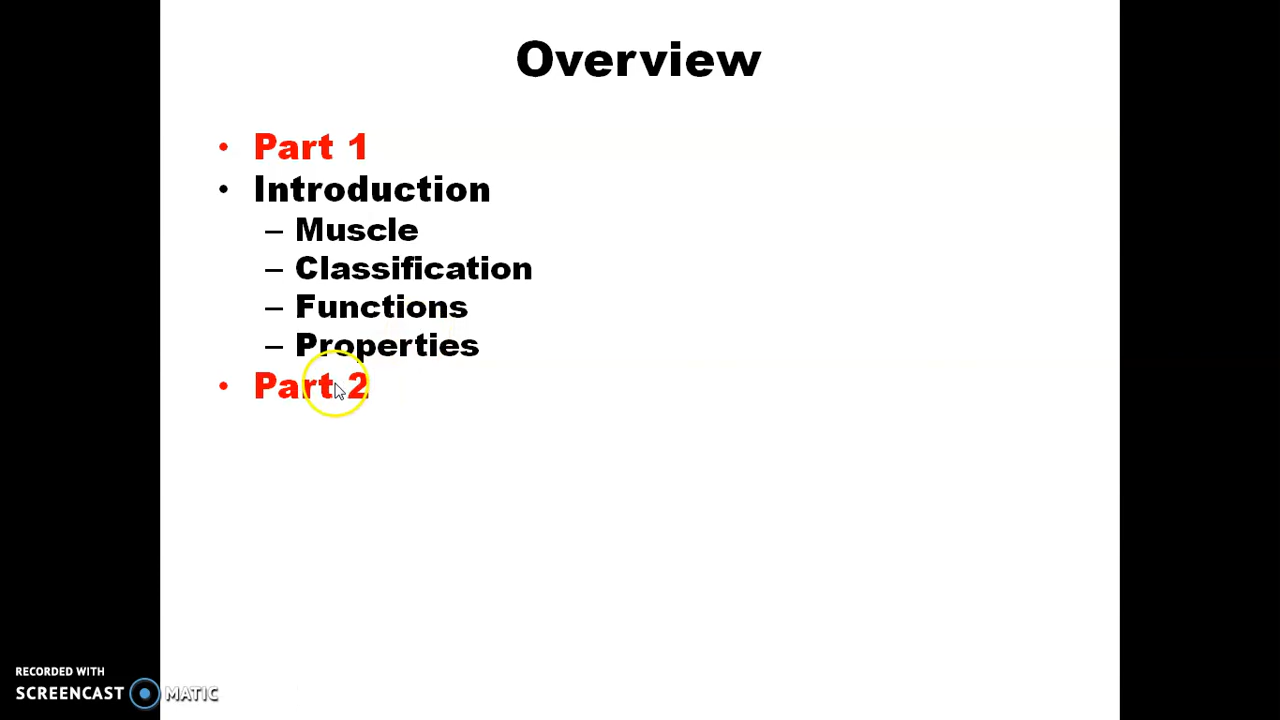 Overview
• Part 1
• Introduction
– Muscle
– Classification
– Functions
– Properties
• Part 2
RECORDED WITH
SCREENCAST MATIC